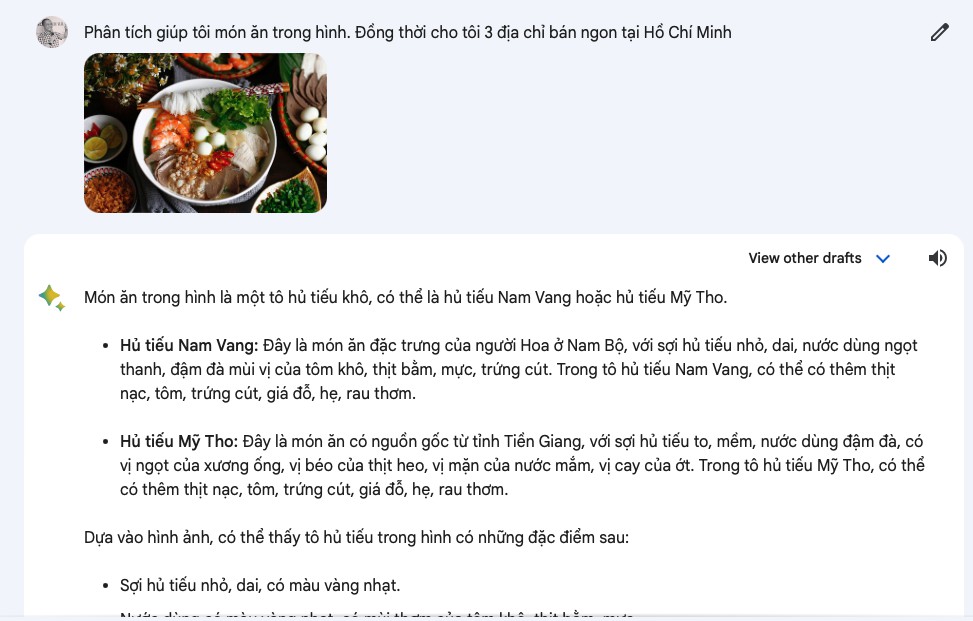 Phân tích giúp tôi món ăn trong hình. Đồng thời cho tôi 3 địa chỉ bán ngon tại Hồ Chí Minh
View other drafts
Món ăn trong hình là một tô hủ tiếu khô, có thể là hủ tiếu Nam Vang hoặc hủ tiếu Mỹ Tho.
• Hủ tiếu Nam Vang: Đây là món ăn đặc trưng của người Hoa ở Nam Bộ, với sợi hủ tiếu nhỏ, dai, nước dùng ngọt
thanh, đậm đà mùi vị của tôm khô, thịt bằm, mực, trứng cút. Trong tô hủ tiếu Nam Vang, có thể có thêm thịt
nạc, tôm, trứng cút, giá đỗ, hẹ, rau thơm.
• Hủ tiếu Mỹ Tho: Đây là món ăn có nguồn gốc từ tỉnh Tiền Giang, với sợi hủ tiếu to, mềm, nước dùng đậm đà, có
vị ngọt của xương ống, vị béo của thịt heo, vị mặn của nước mắm, vị cay của ớt. Trong tô hủ tiếu Mỹ Tho, có thể
có thêm thịt nạc, tôm, trứng cút, giá đỗ, hẹ, rau thơm.
Dựa vào hình ảnh, có thể thấy tô hủ tiếu trong hình có những đặc điểm sau:
• Sợi hủ tiếu nhỏ, dai, có màu vàng nhạt.